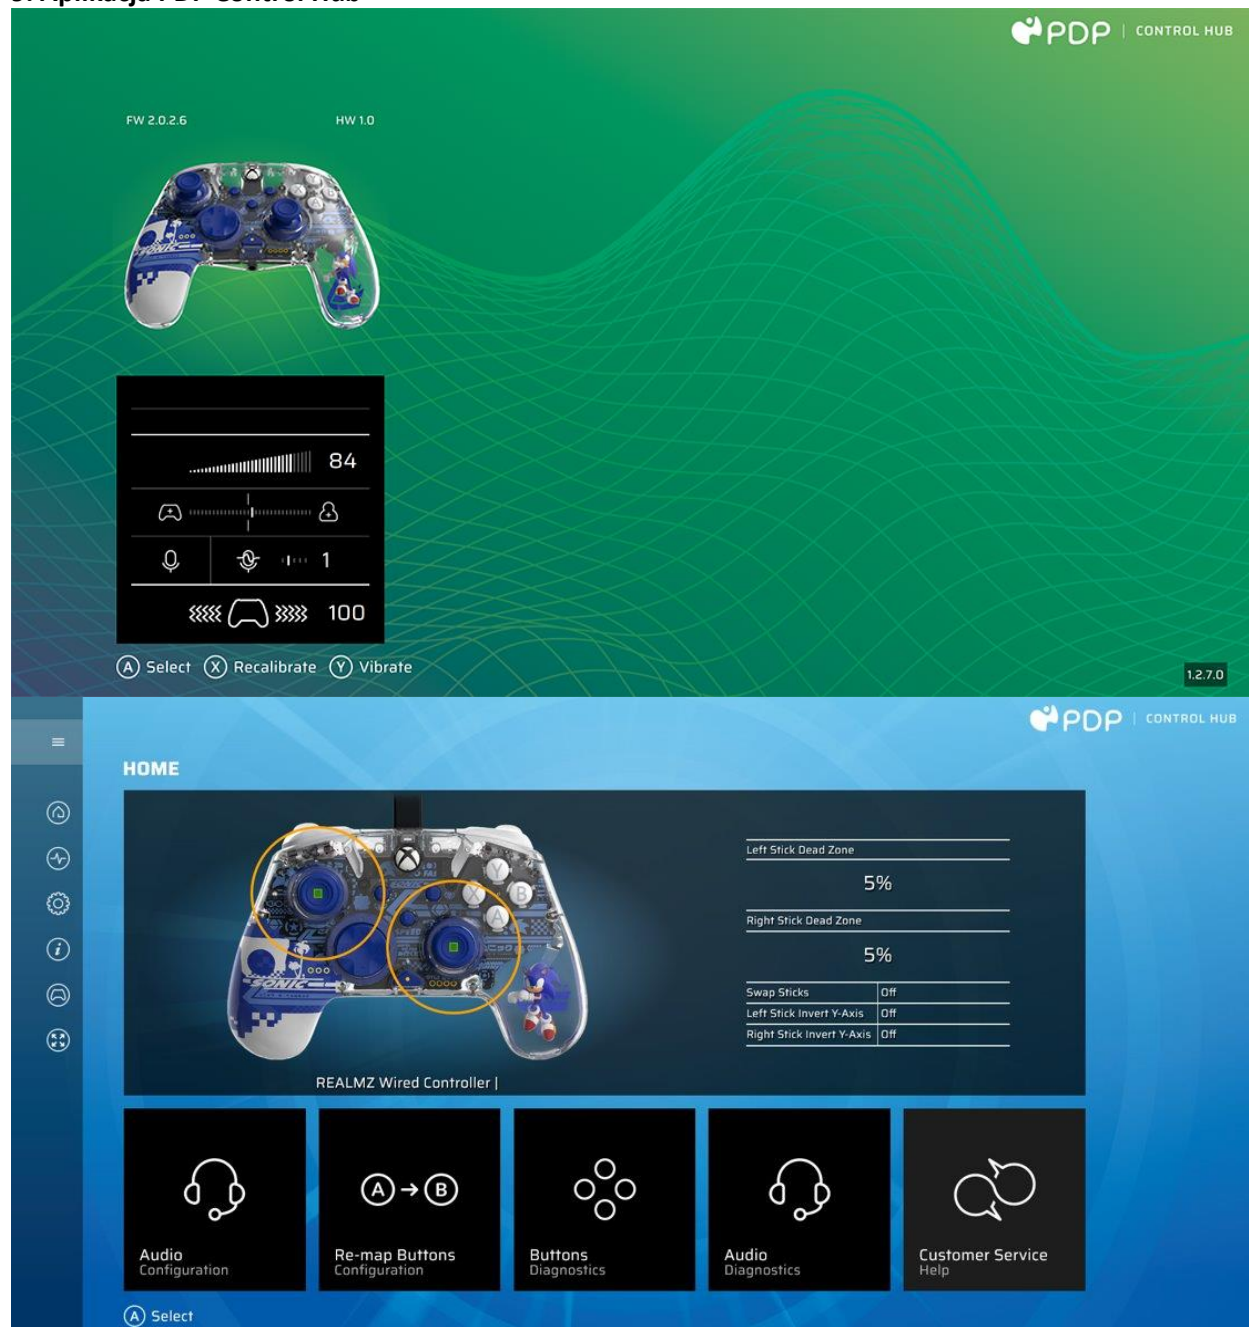 PDP | CONTROL HUB
FW 2.0.2.6 HW 1.0
SONIC
84
1
100
A Select X Recalibrate Y Vibrate
1.2.7.0
PDP | CONTROL HUB
HOME
Left Stick Dead Zone
5%
Right Stick Dead Zone
5%
Swap Sticks Off
Left Stick Invert Y-Axis Off
Right Stick Invert Y-Axis Off
Y
X B
A
SONIC
REALMZ Wired Controller |
A → B
Audio
Configuration
Re-map Buttons
Configuration
Buttons
Diagnostics
Audio
Diagnostics
Customer Service
Help
A Select